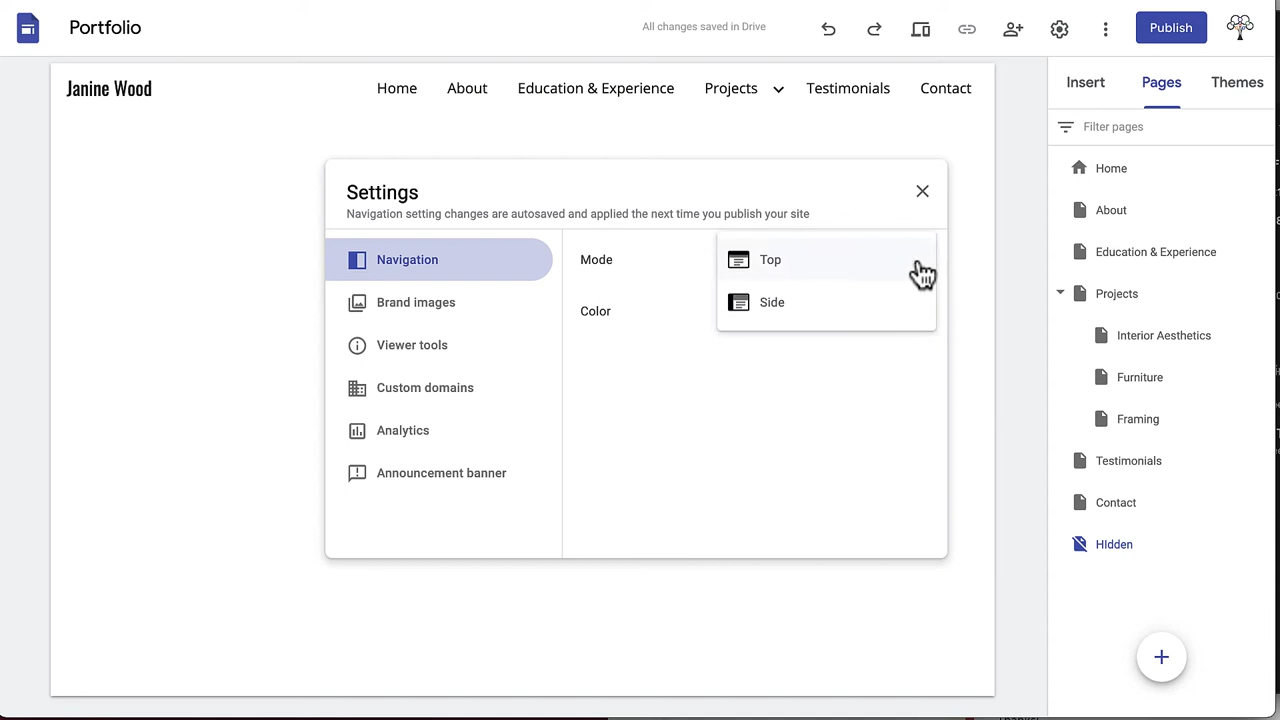 Portfolio
All changes saved in Drive
Publish
Janine Wood
Home About Education & Experience Projects Testimonials Contact
Insert Pages Themes
Filter pages
Home
About
Education & Experience
Projects
Interior Aesthetics
Furniture
Framing
Testimonials
Contact
HIdden
Settings
Navigation setting changes are autosaved and applied the next time you publish your site
Navigation
Brand images
Viewer tools
Custom domains
Analytics
Announcement banner
Mode
Color
Top
Side